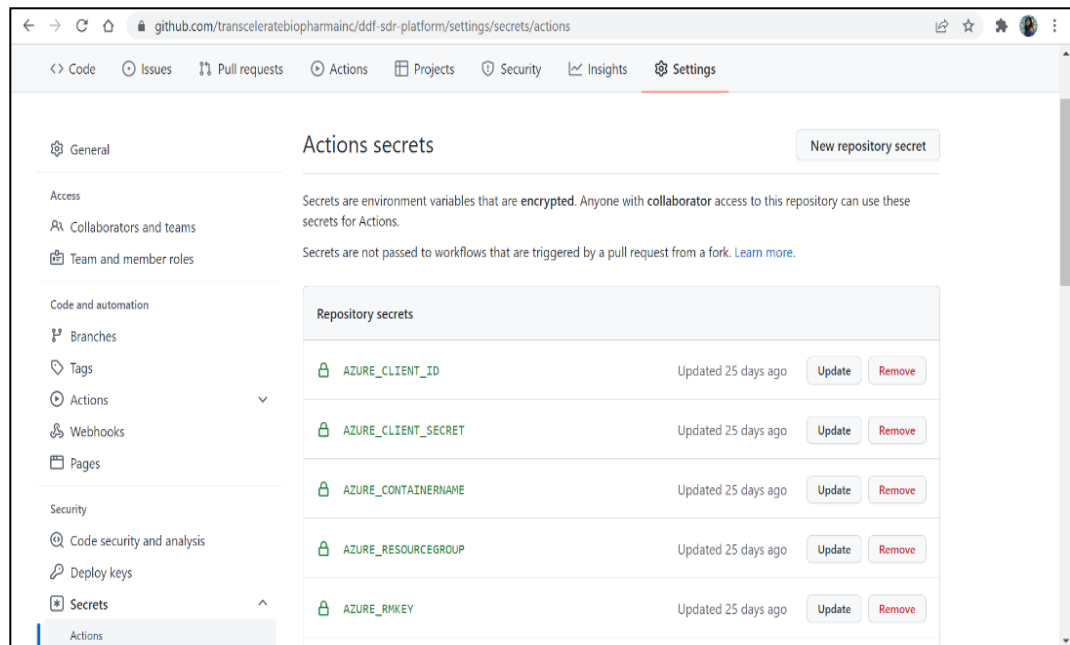 github.com/transceleratebiopharmainc/ddf-sdr-platform/settings/secrets/actions
<> Code Issues Pull requests Actions Projects Security Insights Settings
General
Access
Collaborators and teams
Team and member roles
Code and automation
Branches
Tags
Actions
Webhooks
Pages
Security
Code security and analysis
Deploy keys
Secrets
Actions
Actions secrets
New repository secret
Secrets are environment variables that are encrypted. Anyone with collaborator access to this repository can use these
secrets for Actions.
Secrets are not passed to workflows that are triggered by a pull request from a fork. Learn more.
Repository secrets
AZURE_CLIENT_ID Updated 25 days ago Update Remove
AZURE_CLIENT_SECRET Updated 25 days ago Update Remove
AZURE_CONTAINERNAME Updated 25 days ago Update Remove
AZURE_RESOURCEGROUP Updated 25 days ago Update Remove
AZURE_RMKEY Updated 25 days ago Update Remove